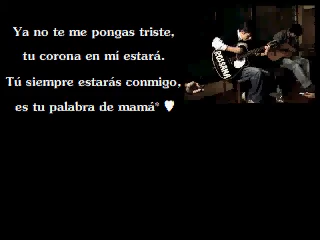 Ya no te me pongas triste,
tu corona en mí estará.
Tú siempre estarás conmigo,
es tu palabra de mamá* ♥
ROSSANA